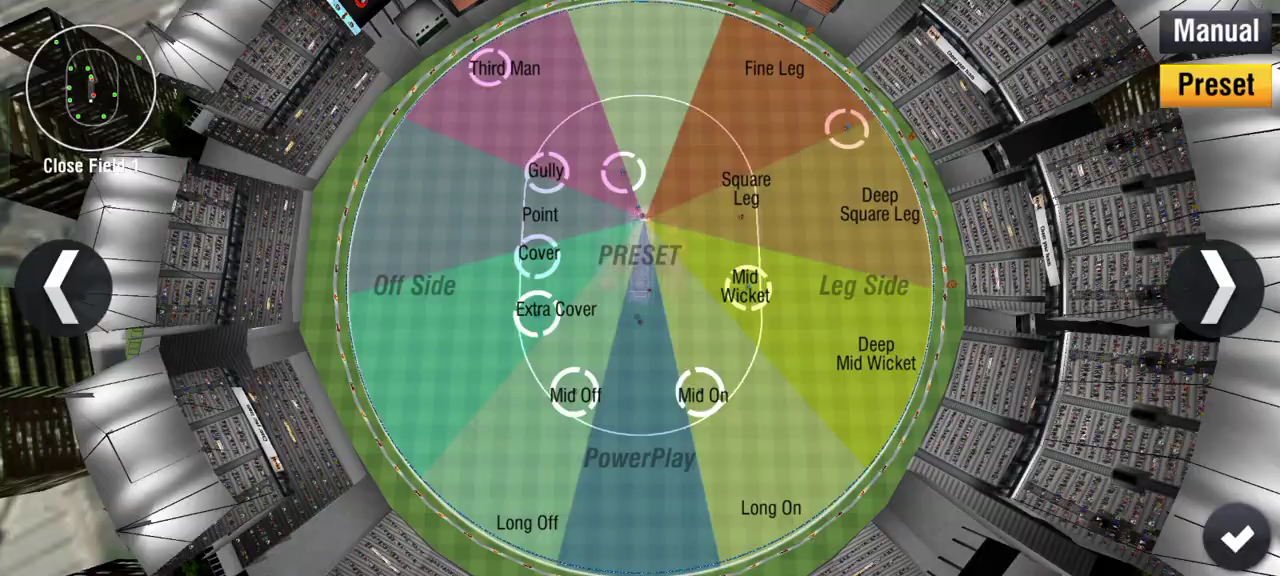 Manual
Preset
Close Field-1
Third Man
Fine Leg
Gully
Square
Leg
Point
Deep
Square Leg
Cover
PRESET
Off Side
Mid
Wicket
Leg Side
Extra Cover
Deep
Mid Wicket
Mid Off
Mid On
PowerPlay
Long On
Long Off